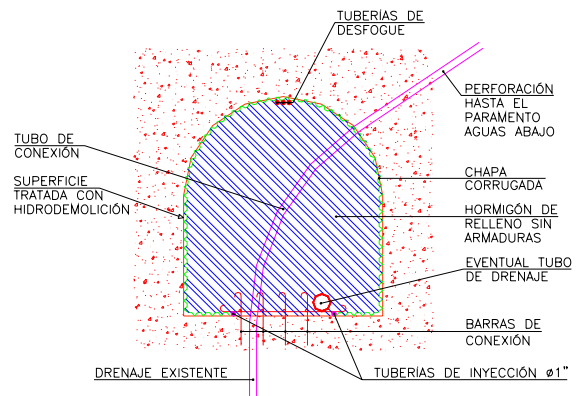 TUBERÍAS DE
DESFOGUE
PERFORACIÓN
HASTA EL
PARAMENTO
AGUAS ABAJO
TUBO DE
CONEXIÓN
CHAPA
CORRUGADA
SUPERFICIE
TRATADA CON
HIDRODEMOLICIÓN
HORMIGÓN DE
RELLENO SIN
ARMADURAS
EVENTUAL TUBO
DE DRENAJE
BARRAS DE
CONEXIÓN
DRENAJE EXISTENTE
TUBERÍAS DE INYECCIÓN ø1"